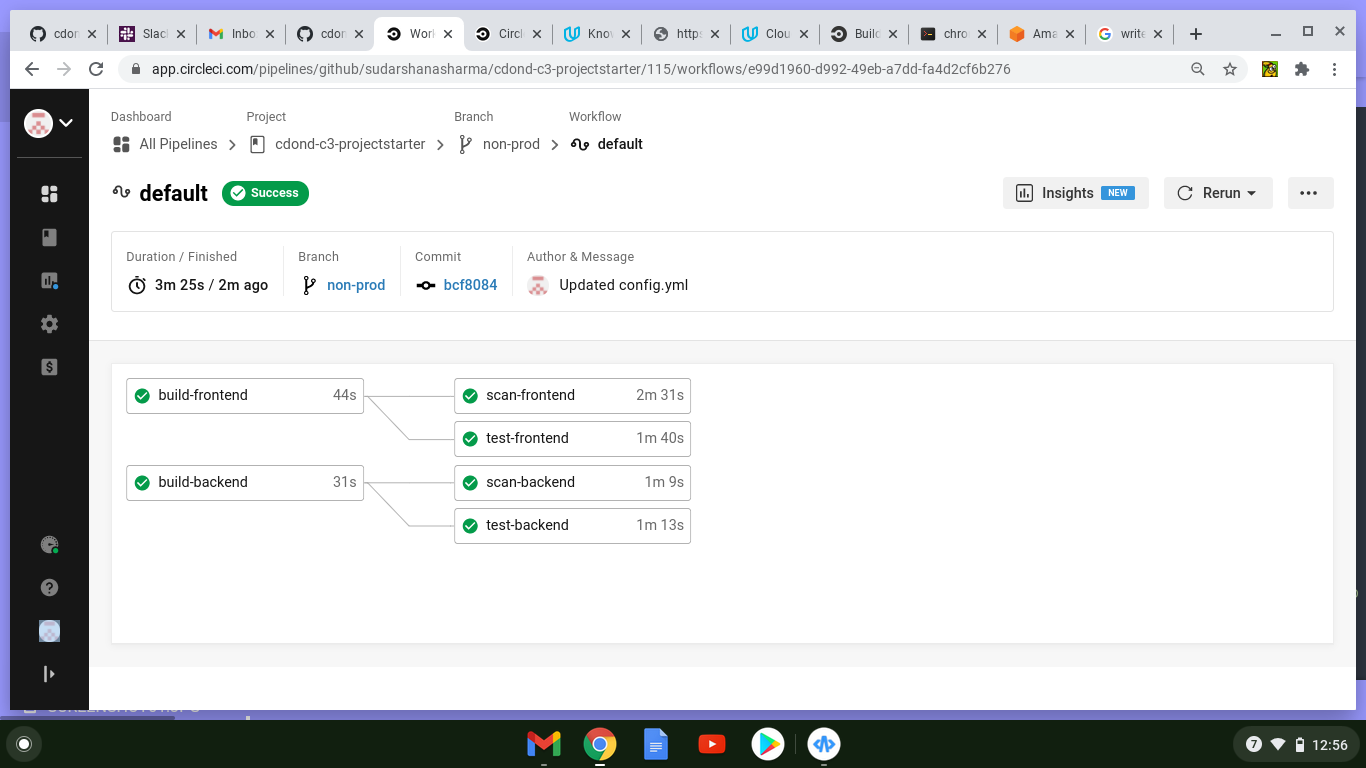 cdon
Slac
Inbo
cdon
Work
Circl
Kno
https
Clou
Build
chro
Ama
write
app.circleci.com/pipelines/github/sudarshanasharma/cdond-c3-projectstarter/115/workflows/e99d1960-d992-49eb-a7dd-fa4d2cf6b276
Dashboard Project Branch Workflow
All Pipelines cdond-c3-projectstarter non-prod default
default Success Insights NEW Rerun
Duration / Finished Branch Commit Author & Message
3m 25s / 2m ago non-prod bcf8084 Updated config.yml
build-frontend 44s scan-frontend 2m 31s
test-frontend 1m 40s
build-backend 31s scan-backend 1m 9s
test-backend 1m 13s
7 12:56